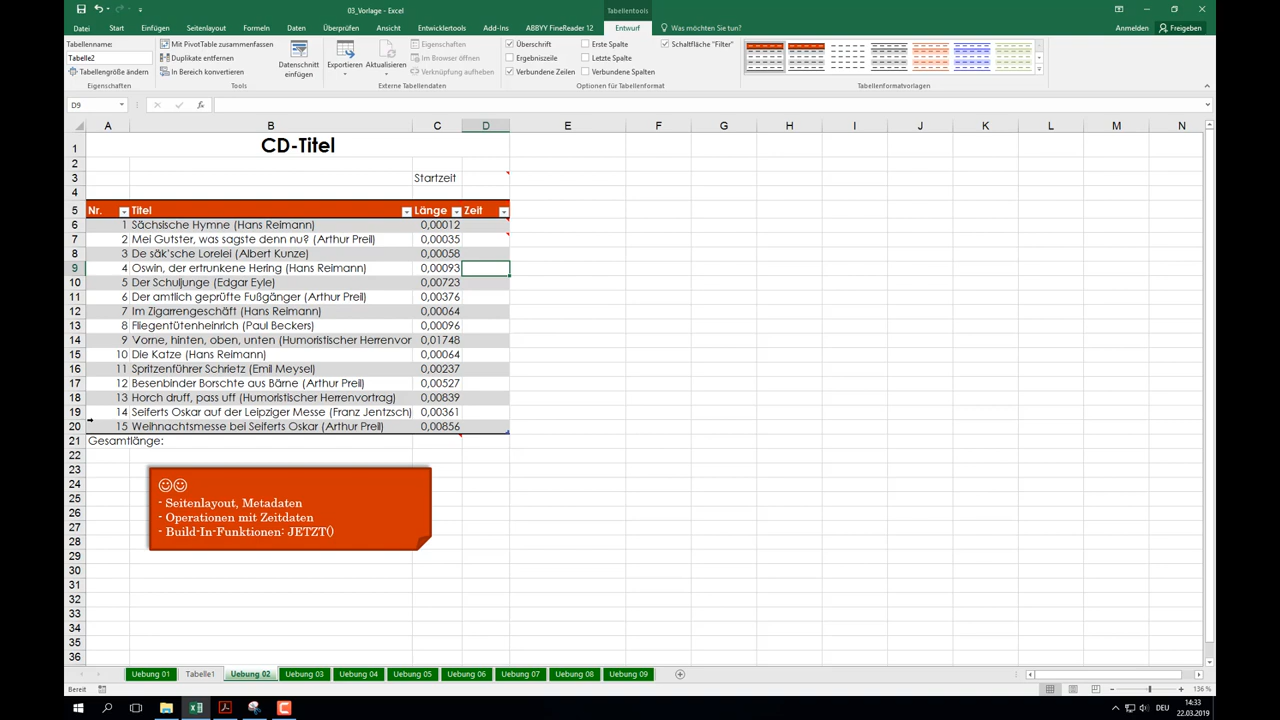 03_Vorlage - Excel
Tabellentools
Datei Start Einfügen Seitenlayout Formeln Daten Überprüfen Ansicht Entwicklertools Add-Ins ABBYY FineReader 12 Entwurf Was möchten Sie tun? Anmelden Freigeben
Tabellenname:
Tabelle2
Tabellengröße ändern
Eigenschaften
Mit PivotTable zusammenfassen
Duplikate entfernen
In Bereich konvertieren
Tools
Datenschnitt
einfügen
Exportieren Aktualisieren
Eigenschaften
Im Browser öffnen
Verknüpfung aufheben
Externe Tabellendaten
Überschrift Erste Spalte Schaltfläche "Filter"
Ergebniszeile Letzte Spalte
Verbundene Zeilen Verbundene Spalten
Optionen für Tabellenformat
Tabellenformatvorlagen
D9 fx
A B C D E F G H I J K L M N
1 CD-Titel
2
3 Startzeit
4
5 Nr. Titel Länge Zeit
6 1 Sächsische Hymne (Hans Reimann) 0,00012
7 2 Mei Gutster, was sagste denn nu? (Arthur Preil) 0,00035
8 3 De säk'sche Lorelei (Albert Kunze) 0,00058
9 4 Oswin, der ertrunkene Hering (Hans Reimann) 0,00093
10 5 Der Schuljunge (Edgar Eyle) 0,00723
11 6 Der amtlich geprüfte Fußgänger (Arthur Preil) 0,00376
12 7 Im Zigarrengeschäft (Hans Reimann) 0,00064
13 8 Fliegentütenheinrich (Paul Beckers) 0,00096
14 9 Vorne, hinten, oben, unten (Humoristischer Herrenvor 0,01748
15 10 Die Katze (Hans Reimann) 0,00064
16 11 Spritzenführer Schrietz (Emil Meysel) 0,00237
17 12 Besenbinder Borschte aus Bärne (Arthur Preil) 0,00527
18 13 Horch druff, pass uff (Humoristischer Herrenvortrag) 0,00839
19 14 Seiferts Oskar auf der Leipziger Messe (Franz Jentzsch) 0,00361
20 15 Weihnachtsmesse bei Seiferts Oskar (Arthur Preil) 0,00856
21 Gesamtlänge:
22
23
24 ☺☺
25 - Seitenlayout, Metadaten
26 - Operationen mit Zeitdaten
27 - Build-In-Funktionen: JETZT()
28
29
30
31
32
33
34
35
36
Uebung 01 Tabelle1 Uebung 02 Uebung 03 Uebung 04 Uebung 05 Uebung 06 Uebung 07 Uebung 08 Uebung 09
Bereit 136 %
DEU 14:33
22.03.2019